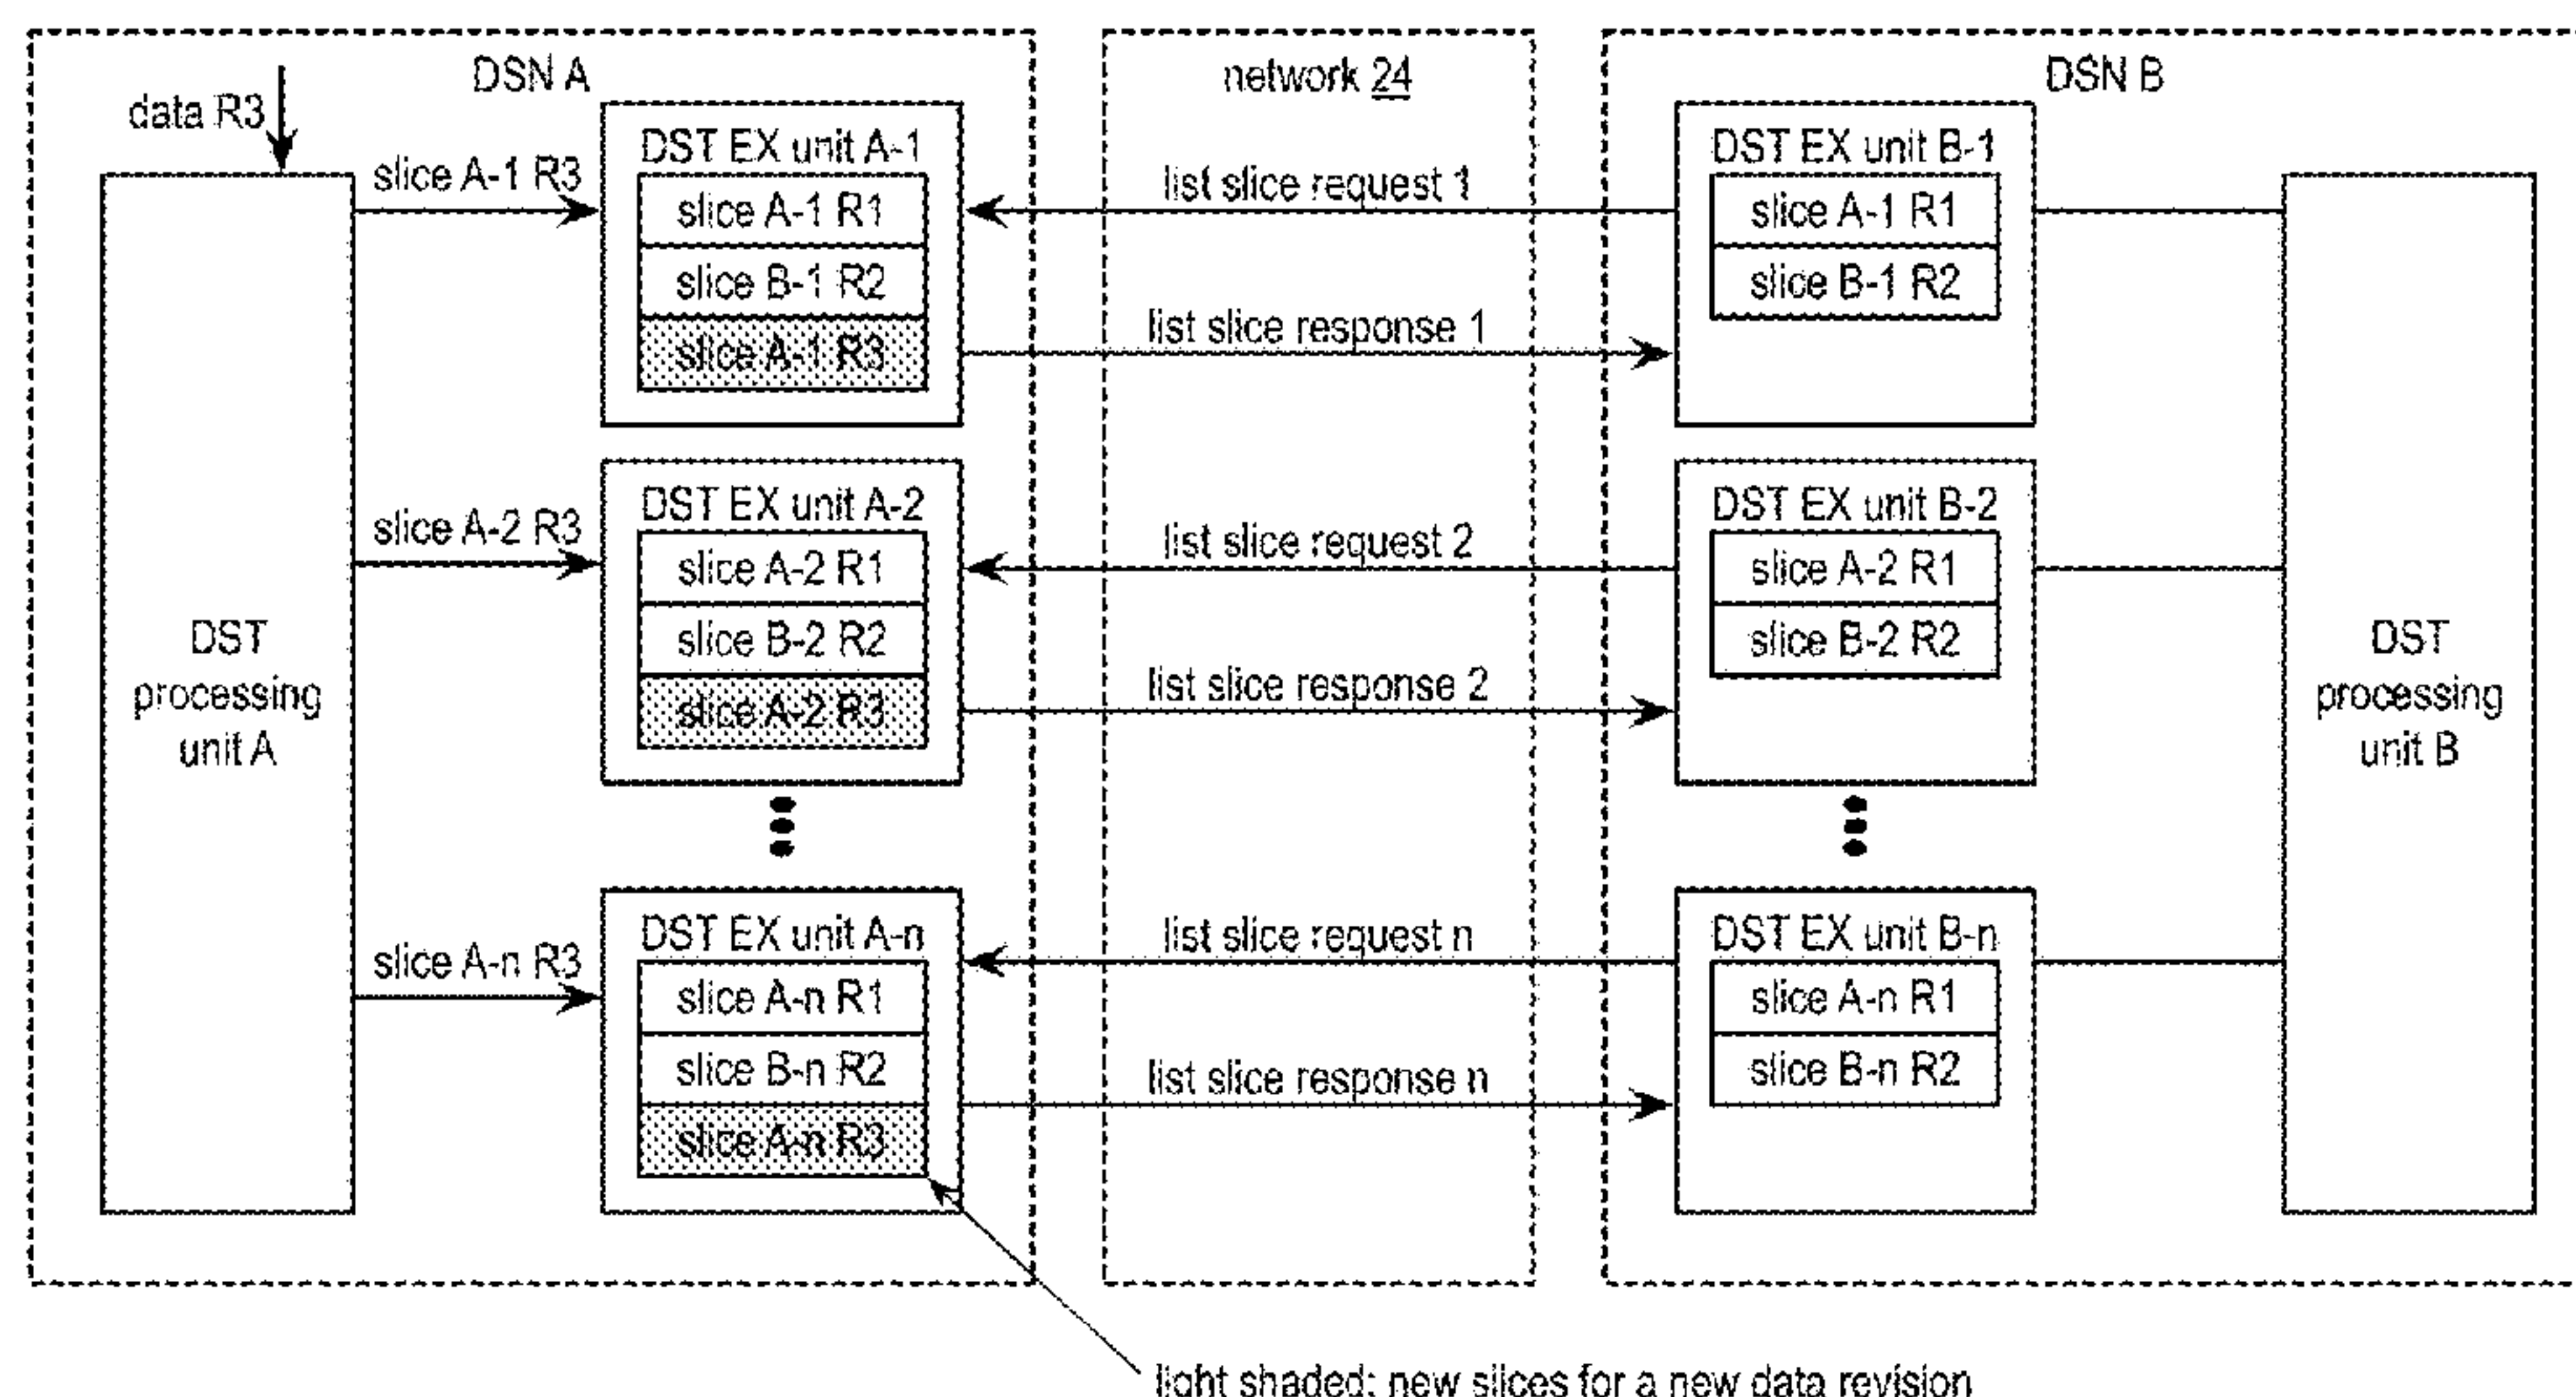 DSN A
network 24
DSN B
data R3
DST EX unit A-1
DST EX unit B-1
slice A-1 R3
slice A-1 R1
list slice request 1
slice A-1 R1
slice B-1 R2
slice B-1 R2
slice A-1 R3
list slice response 1
DST EX unit A-2
DST EX unit B-2
slice A-2 R3
slice A-2 R1
list slice request 2
slice A-2 R1
slice B-2 R2
slice B-2 R2
slice A-2 R3
list slice response 2
DST
processing
unit A
DST
processing
unit B
DST EX unit A-n
DST EX unit B-n
slice A-n R3
slice A-n R1
list slice request n
slice A-n R1
slice B-n R2
slice B-n R2
slice A-n R3
list slice response n
light shaded: new slices for a new data revision